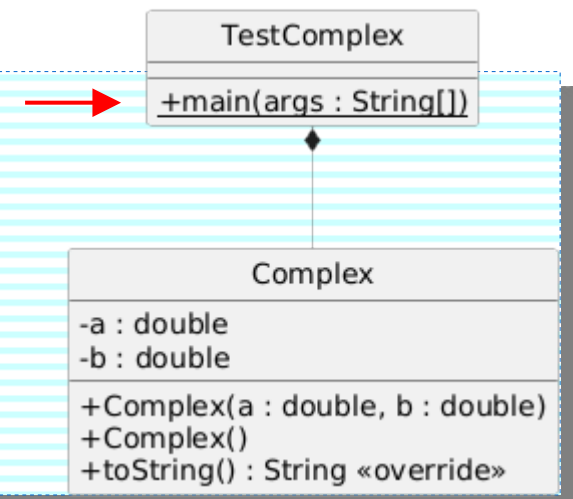 TestComplex
+main(args : String[])
Complex
-a : double
-b : double
+Complex(a : double, b : double)
+Complex()
+toString() : String «override»